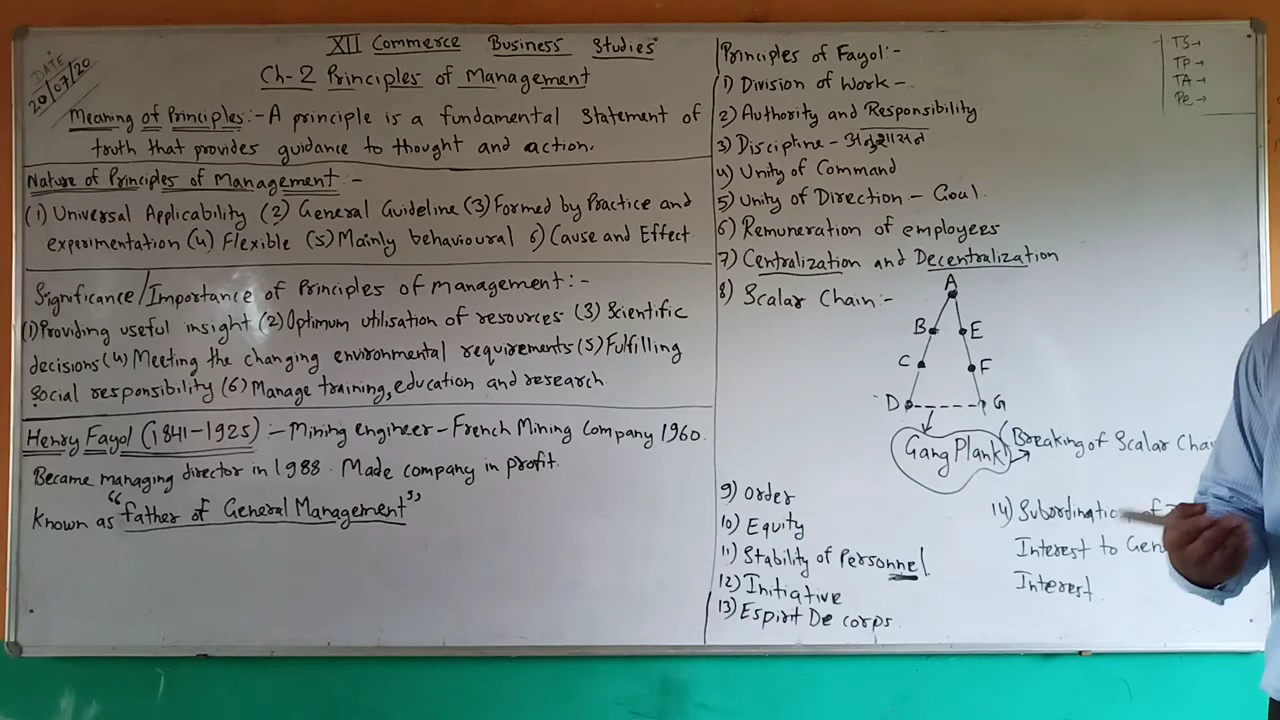 DATE
20/07/20
XII Commerce Business Studies
Ch-2 Principles of Management
Meaning of Principles:- A principle is a fundamental statement of
truth that provides guidance to thought and action.
Nature of Principles of Management:-
(1) Universal Applicability (2) General Guideline (3) Formed by Practice and
experimentation (4) Flexible (5) Mainly behavioural 6) Cause and Effect
Significance/Importance of Principles of management:-
(1) Providing useful insight (2) Optimum utilisation of resources (3) Scientific
decisions (4) Meeting the changing environmental requirements (5) Fulfilling
social responsibility (6) Manage training, education and research
Henry Fayol (1841-1925):- Mining engineer - French Mining Company 1960.
Became managing director in 1988. Made company in profit.
Known as "father of General Management"
Principles of Fayol:-
1) Division of Work -
2) Authority and Responsibility
3) Discipline - अनुशासन
4) Unity of Command
5) Unity of Direction - Goal.
6) Remuneration of employees
7) Centralization and Decentralization
8) Scalar Chain:-
A
B E
C F
D G
Gang Plank (Breaking of Scalar Chai
9) Order
10) Equity
11) Stability of Personnel
12) Initiative
13) Espirt De corps.
14) Subordination of
Interest to Gen
Interest.
TS→
TP→
TA→
Pe→